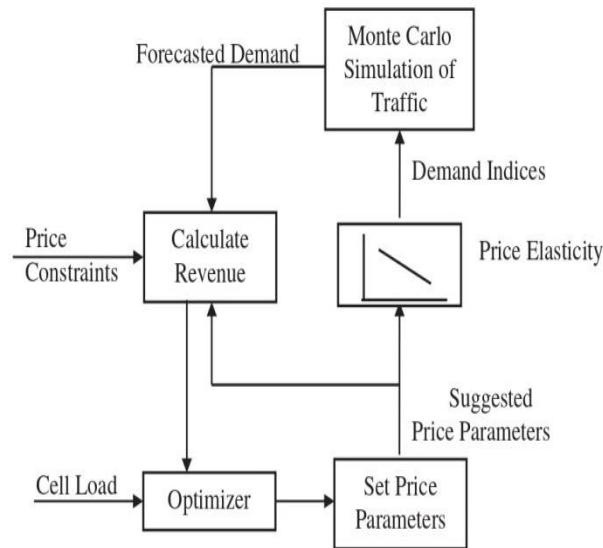 Forecasted Demand
Monte Carlo
Simulation of
Traffic
Demand Indices
Price
Constraints
Calculate
Revenue
Price Elasticity
Suggested
Price Parameters
Cell Load
Optimizer
Set Price
Parameters